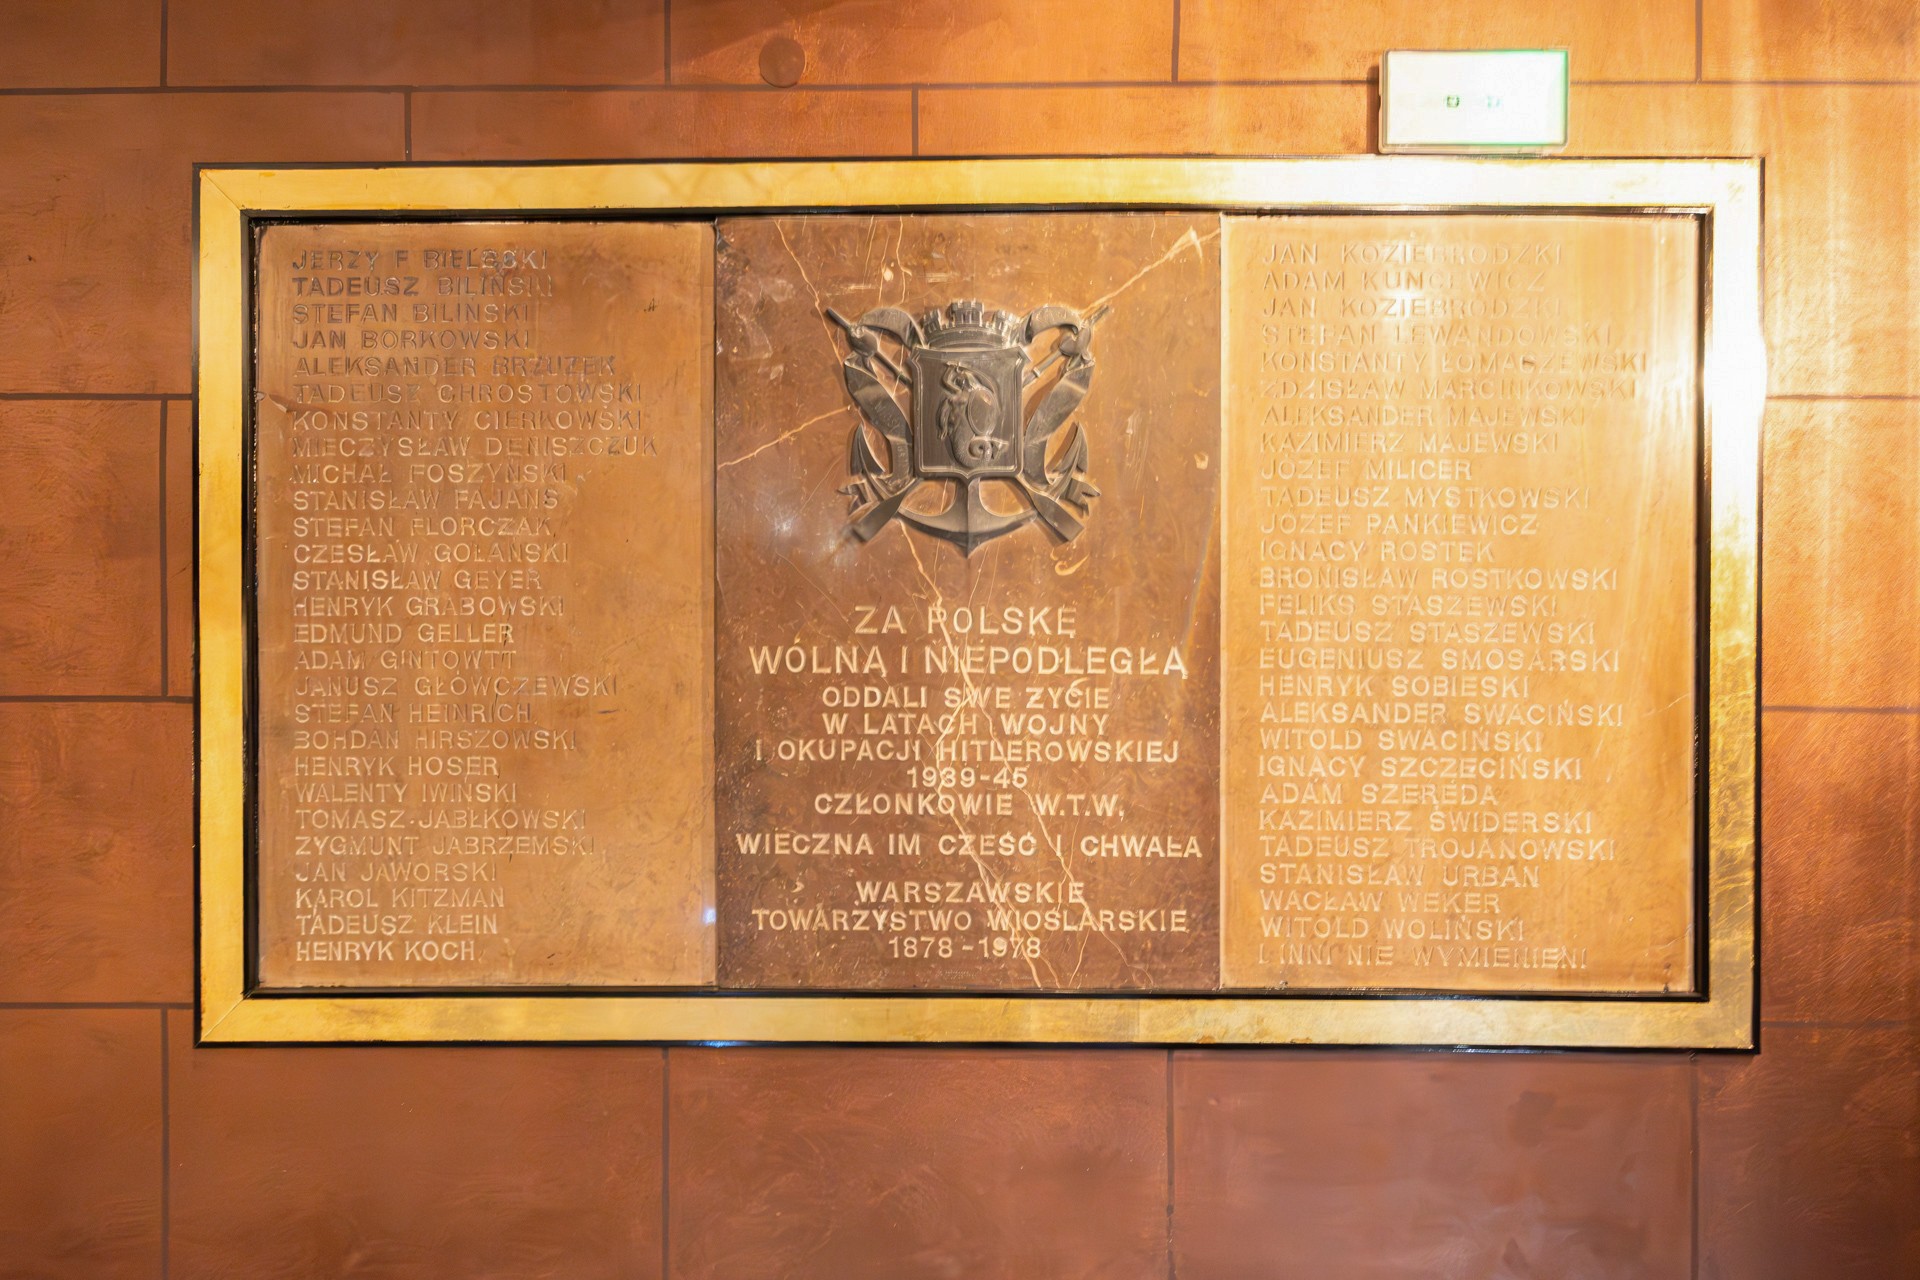 JERZY F BIELSKI
TADEUSZ BILIŃSKI
STEFAN BILIŃSKI
JAN BORKOWSKI
ALEKSANDER BRZUZEK
TADEUSZ CHROSTOWSKI
KONSTANTY CIERKOWSKI
MIECZYSŁAW DENISZCZUK
MICHAŁ FOSZYŃSKI
STANISŁAW FAJANS
STEFAN FLORCZAK
CZESŁAW GOŁAŃSKI
STANISŁAW GEYER
HENRYK GRABOWSKI
EDMUND GELLER
ADAM GINTOWTT
JANUSZ GŁÓWCZEWSKI
STEFAN HEINRICH
BOHDAN HIRSZOWSKI
HENRYK HOSER
WALENTY IWIŃSKI
TOMASZ JABŁKOWSKI
ZYGMUNT JABRZEMSKI
JAN JAWORSKI
KAROL KITZMAN
TADEUSZ KLEIN
HENRYK KOCH
ZA POLSKĘ
WOLNĄ I NIEPODLEGŁĄ
ODDALI SWE ŻYCIE
W LATACH WOJNY
I OKUPACJI HITLEROWSKIEJ
1939-45
CZŁONKOWIE W.T.W.
WIECZNA IM CZEŚĆ I CHWAŁA
WARSZAWSKIE
TOWARZYSTWO WIOŚLARSKIE
1878-1978
JAN KOZIEBRODZKI
ADAM KUNCEWICZ
JAN KOZIEBRODZKI
STEFAN LEWANDOWSKI
KONSTANTY ŁOMASZEWSKI
ZDZISŁAW MARCINKOWSKI
ALEKSANDER MAJEWSKI
KAZIMIERZ MAJEWSKI
JÓZEF MILICER
TADEUSZ MYSTKOWSKI
JÓZEF PANKIEWICZ
IGNACY ROSTEK
BRONISŁAW ROSTKOWSKI
FELIKS STASZEWSKI
TADEUSZ STASZEWSKI
EUGENIUSZ SMOSARSKI
HENRYK SOBIESKI
ALEKSANDER SWACIŃSKI
WITOLD SWACIŃSKI
IGNACY SZCZECIŃSKI
ADAM SZEREDA
KAZIMIERZ ŚWIDERSKI
TADEUSZ TROJANOWSKI
STANISŁAW URBAN
WACŁAW WEKER
WITOLD WOLIŃSKI
I INNI NIE WYMIENIENI